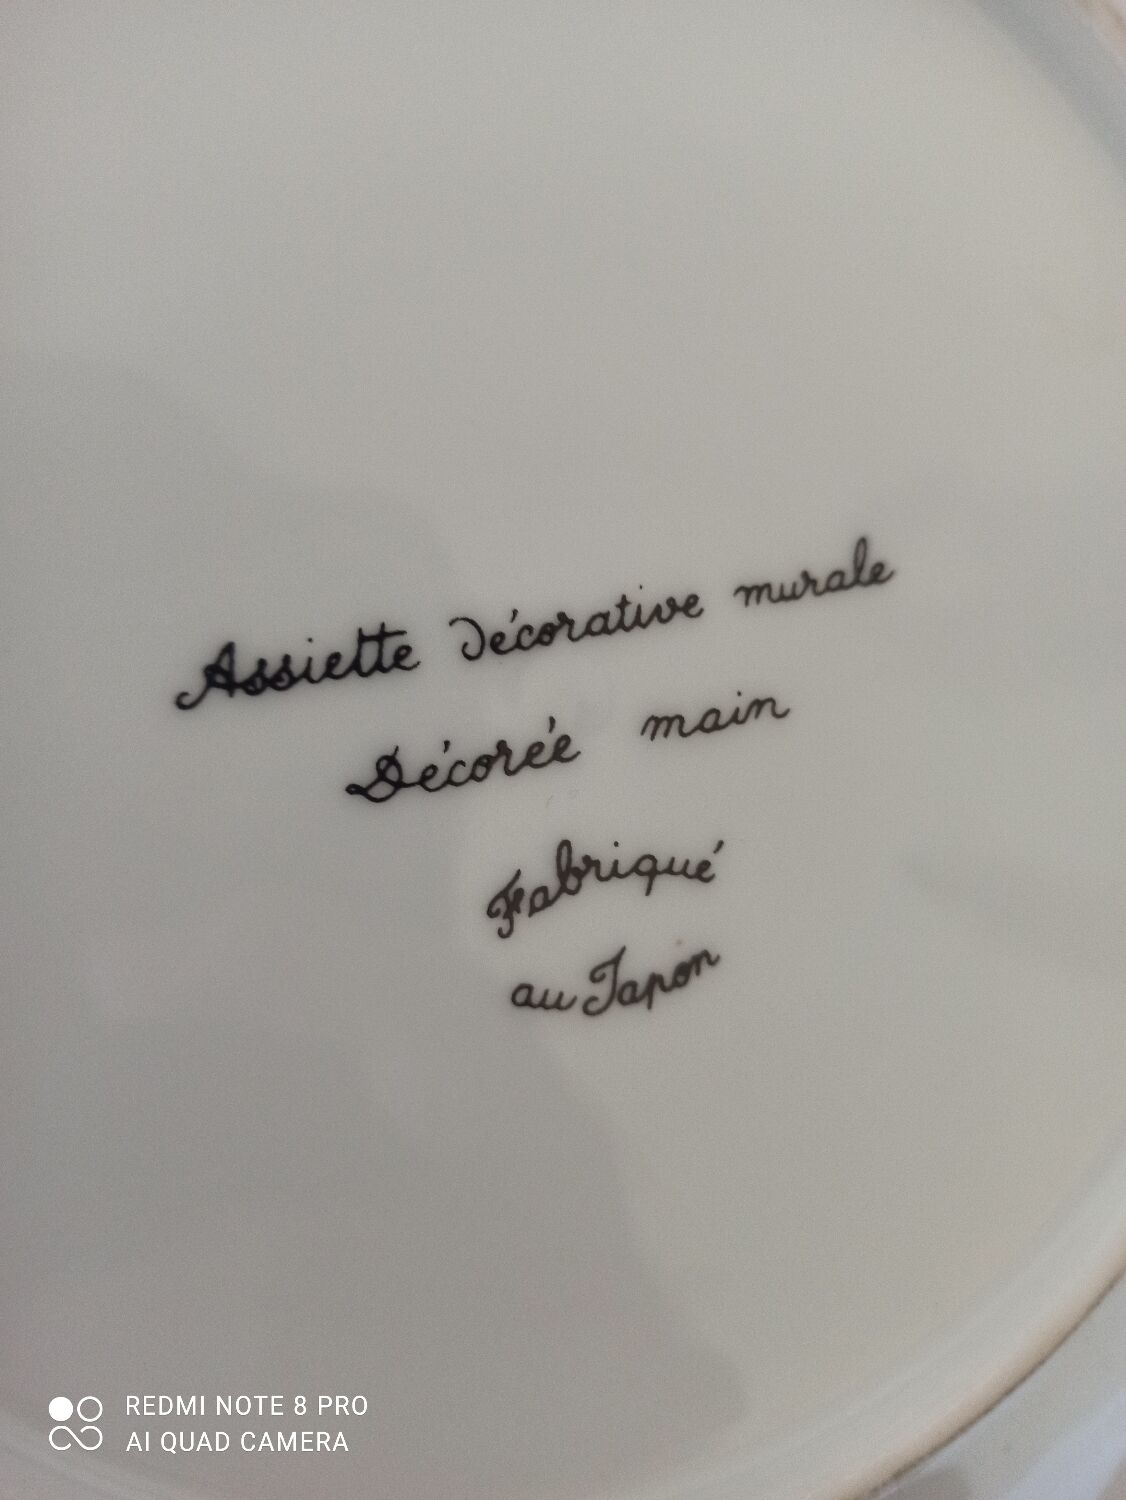 Assiette Décorative murale
Décorée main
Fabriqué
au Japon
REDMI NOTE 8 PRO
AI QUAD CAMERA